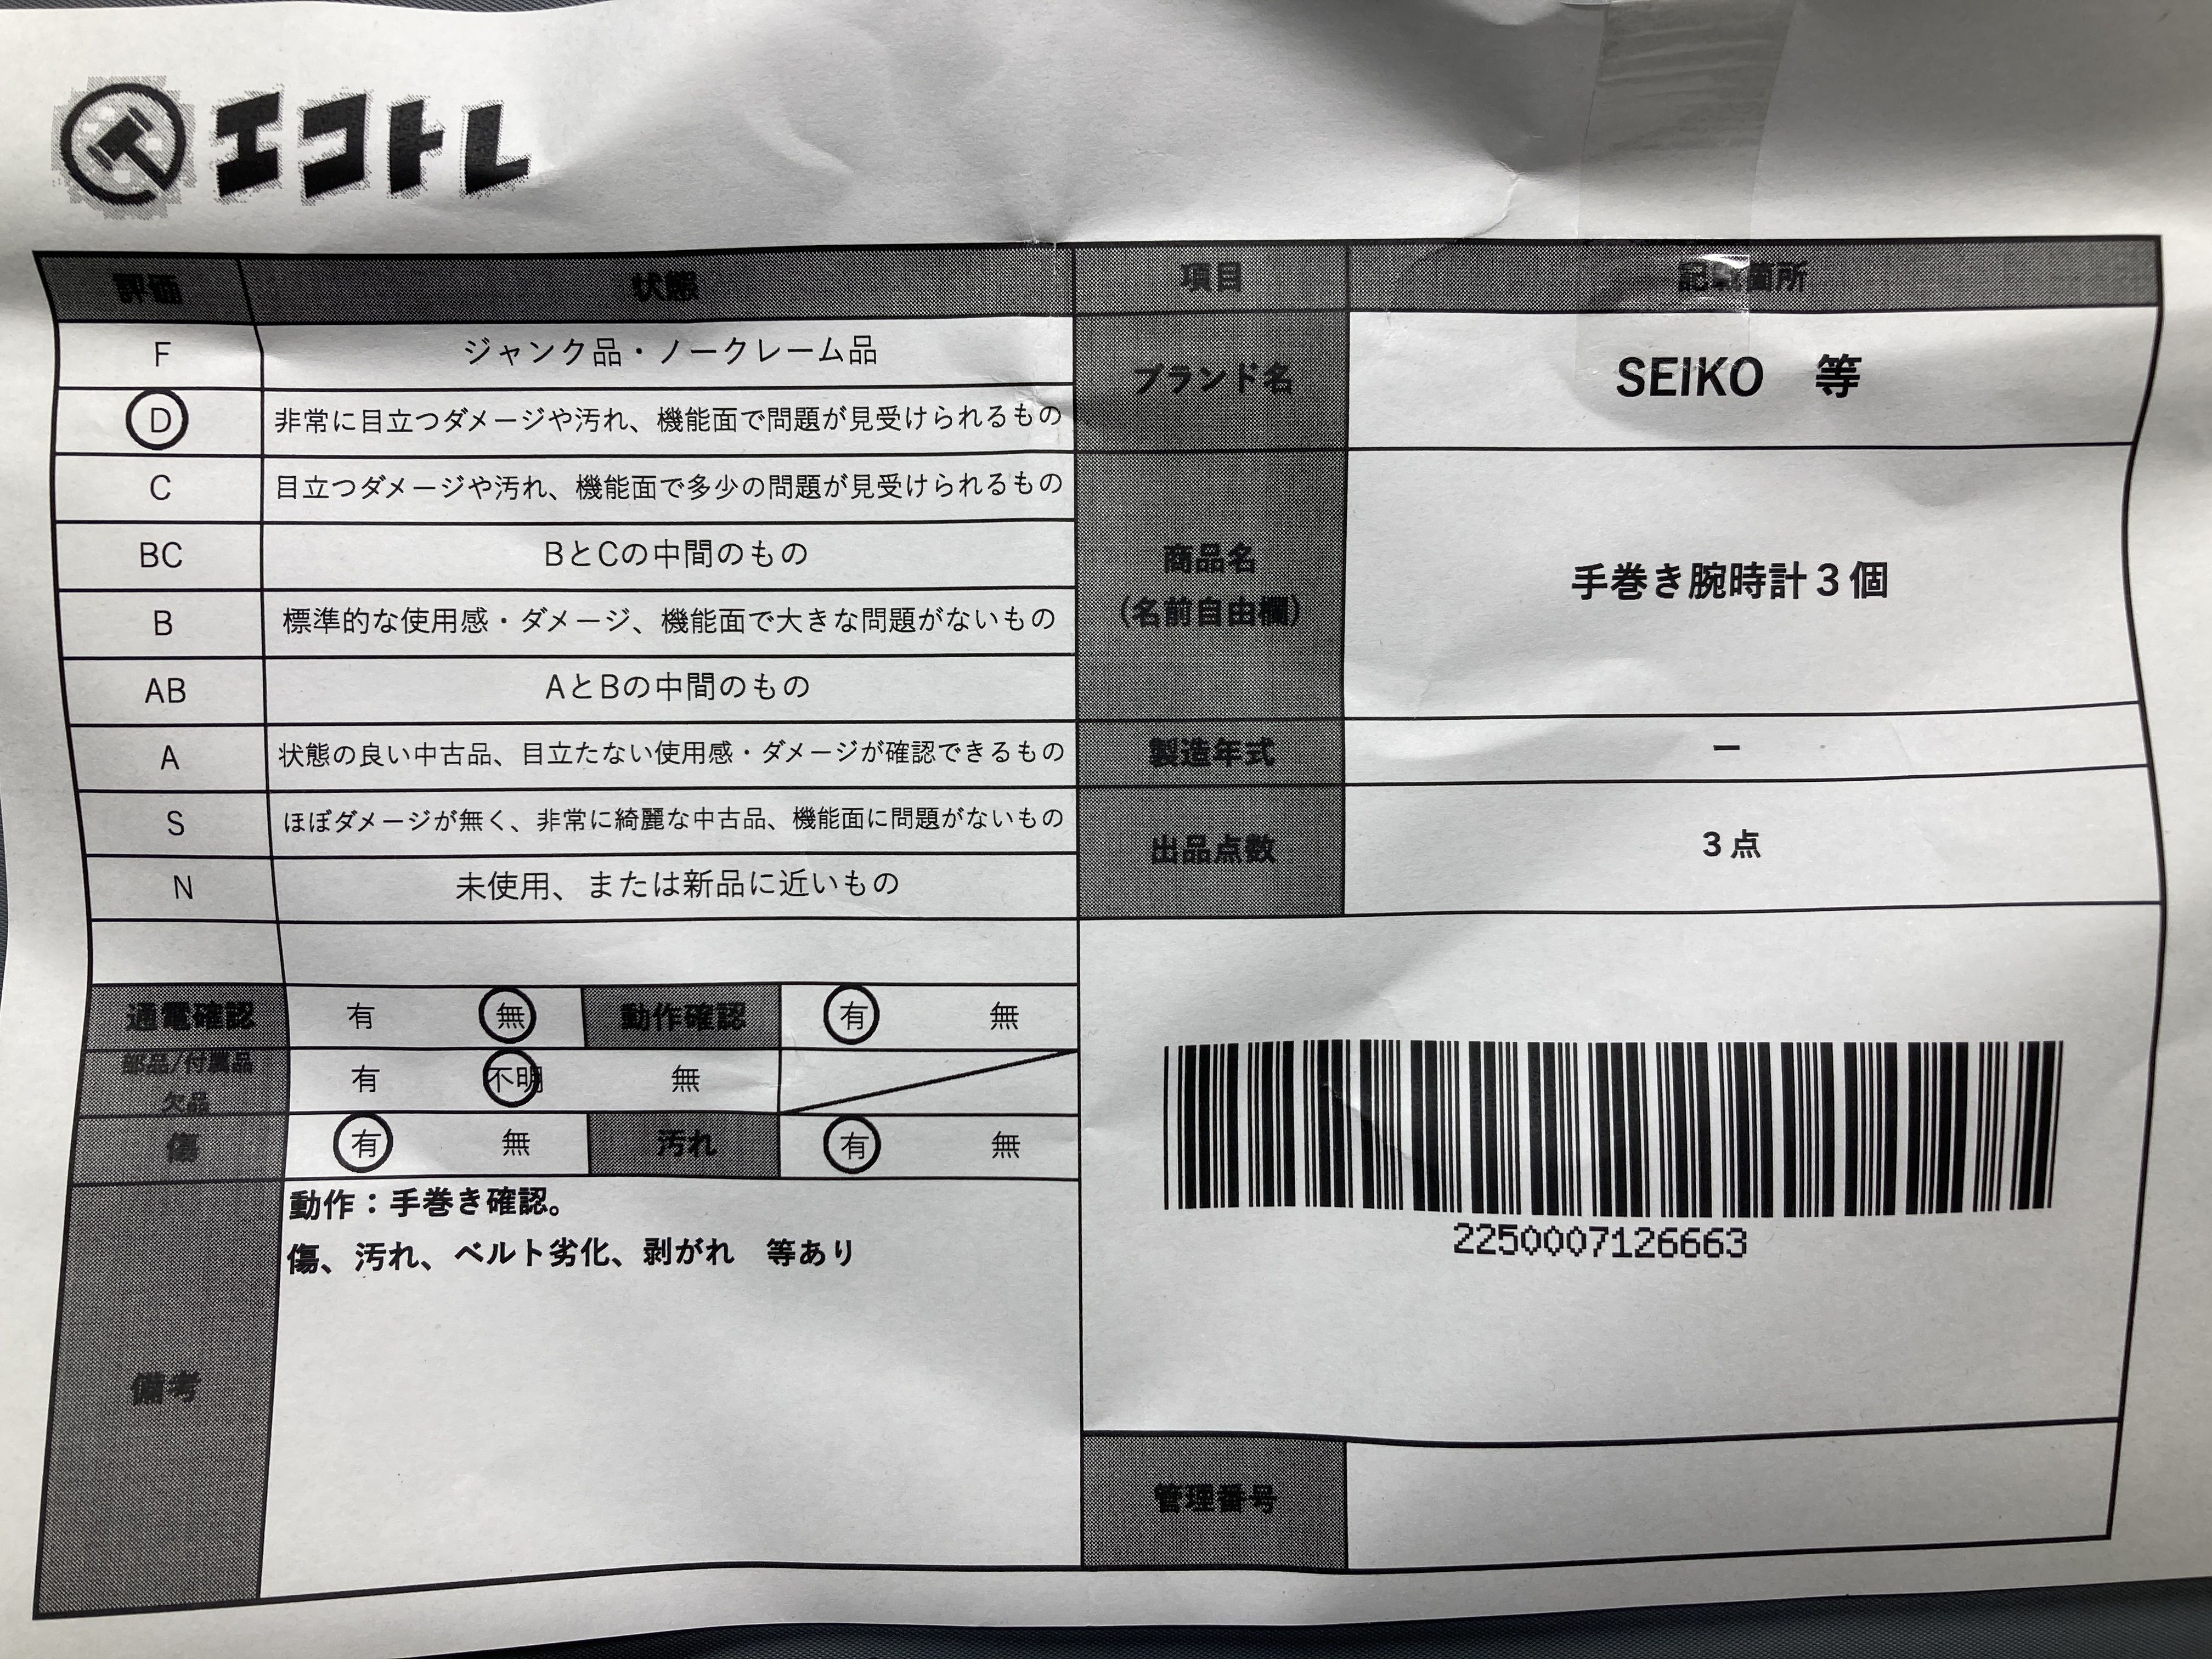 エコトレ
評価 状態
F ジャンク品・ノークレーム品
D 非常に目立つダメージや汚れ、機能面で問題が見受けられるもの
C 目立つダメージや汚れ、機能面で多少の問題が見受けられるもの
BC BとCの中間のもの
B 標準的な使用感・ダメージ、機能面で大きな問題がないもの
AB AとBの中間のもの
A 状態の良い中古品、目立たない使用感・ダメージが確認できるもの
S ほぼダメージが無く、非常に綺麗な中古品、機能面に問題がないもの
N 未使用、または新品に近いもの
通電確認 有 無 動作確認 有 無
部品/付属品
欠品
有 不明 無
傷 有 無 汚れ 有 無
備考
動作：手巻き確認。
傷、汚れ、ベルト劣化、剥がれ　等あり
項目 記載箇所
ブランド名 SEIKO　等
商品名
（名前自由欄）
手巻き腕時計３個
製造年式 ー
出品点数 ３点
2250007126663
管理番号